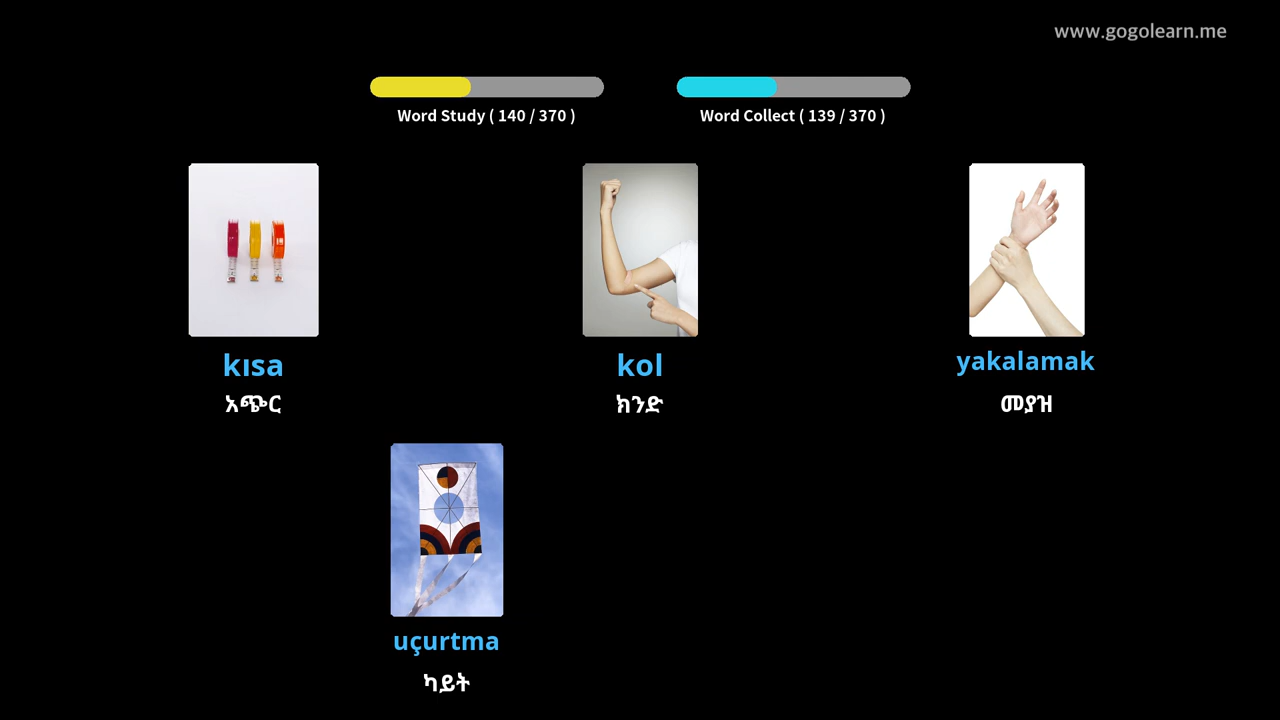 www.gogolearn.me
Word Study ( 140 / 370 )
Word Collect ( 139 / 370 )
kısa
አጭር
kol
ክንድ
yakalamak
መያዝ
uçurtma
ካይት